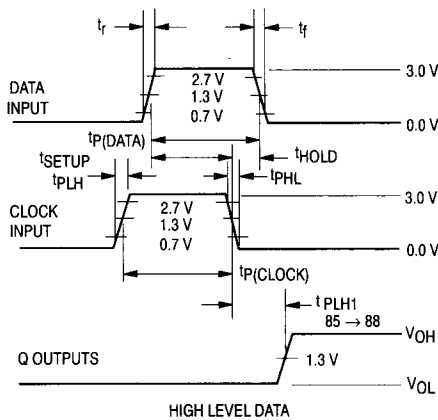 tr
tf
DATA
INPUT
2.7 V
1.3 V
0.7 V
3.0 V
0.0 V
tP(DATA)
tSETUP
tHOLD
tPLH
tPHL
CLOCK
INPUT
2.7 V
1.3 V
0.7 V
3.0 V
0.0 V
tP(CLOCK)
tPLH1
85 → 88
VOH
Q OUTPUTS
1.3 V
VOL
HIGH LEVEL DATA